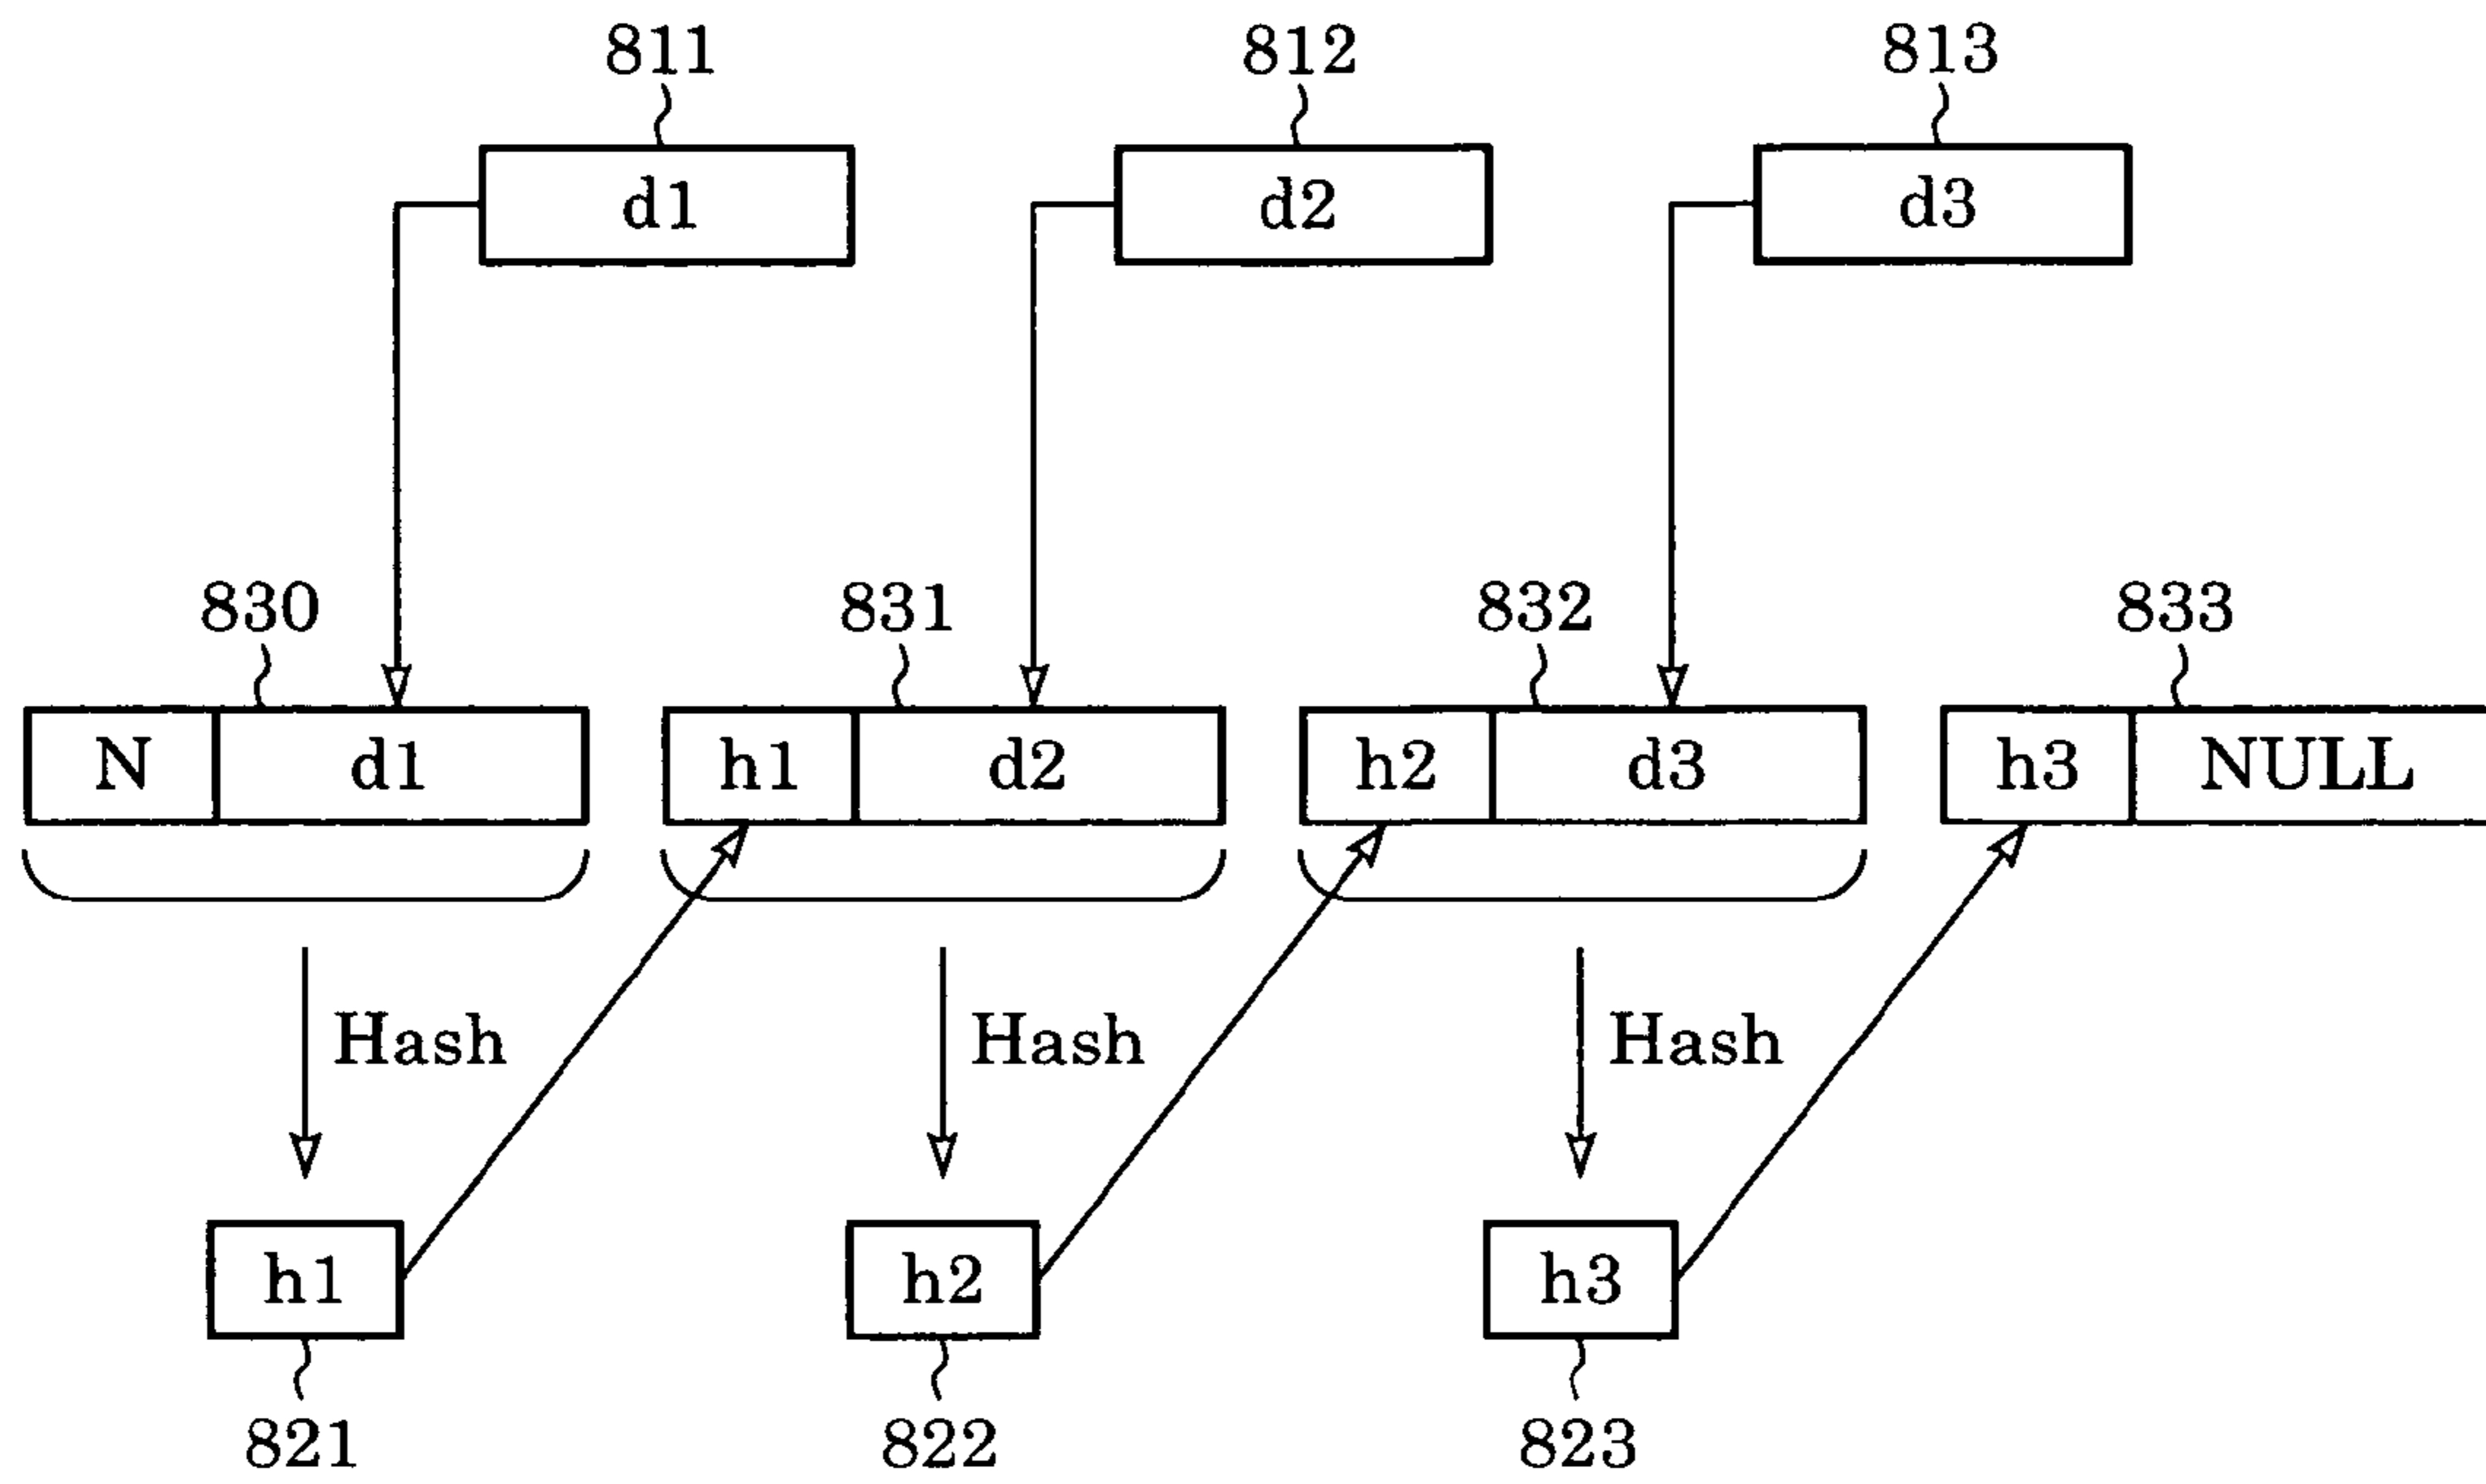 811 812 813
d1 d2 d3
830 831 832 833
N d1 h1 d2 h2 d3 h3 NULL
Hash Hash Hash
h1 h2 h3
821 822 823